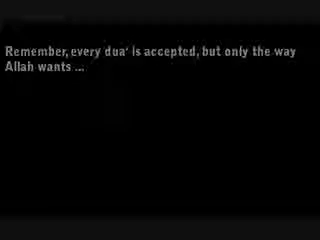 Remember, every dua' is accepted, but only the way
Allah wants ...